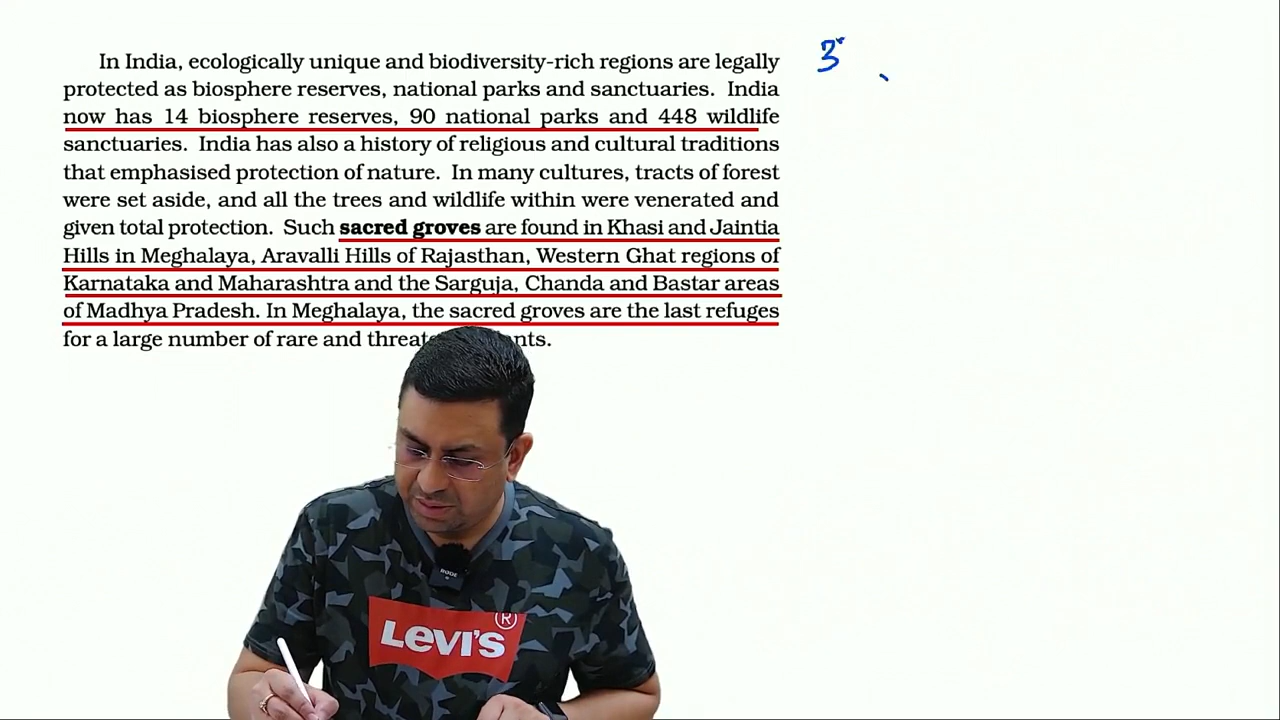 In India, ecologically unique and biodiversity-rich regions are legally
protected as biosphere reserves, national parks and sanctuaries. India
now has 14 biosphere reserves, 90 national parks and 448 wildlife
sanctuaries. India has also a history of religious and cultural traditions
that emphasised protection of nature. In many cultures, tracts of forest
were set aside, and all the trees and wildlife within were venerated and
given total protection. Such sacred groves are found in Khasi and Jaintia
Hills in Meghalaya, Aravalli Hills of Rajasthan, Western Ghat regions of
Karnataka and Maharashtra and the Sarguja, Chanda and Bastar areas
of Madhya Pradesh. In Meghalaya, the sacred groves are the last refuges
for a large number of rare and
3
RODE
LEVI'S